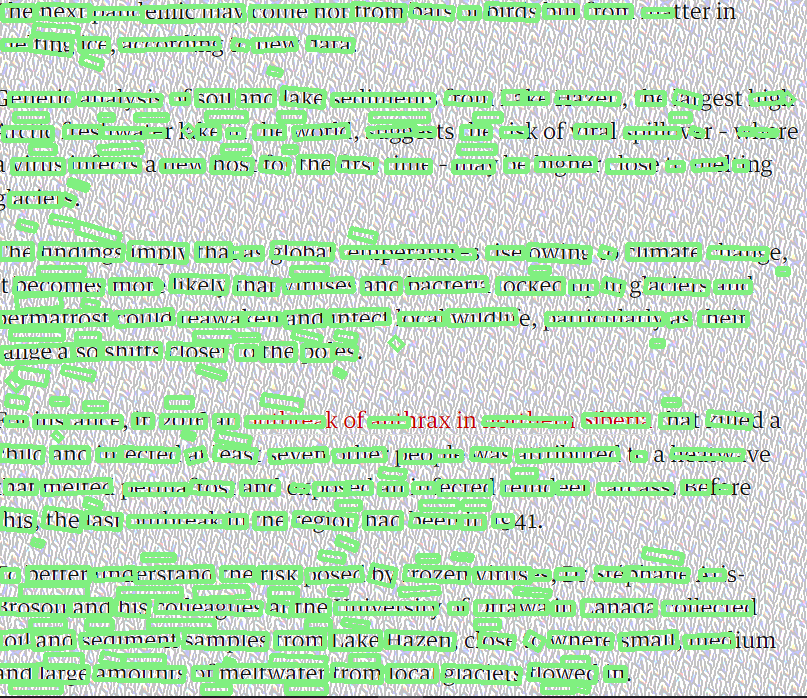 The next pandemic may come not from bats or birds but from matter in
melting ice, according to new data.
Genetic analysis of soil and lake sediments from Lake Hazen, the largest high
Arctic freshwater lake in the world, suggests the risk of viral spillover - where
a virus infects a new host for the first time - may be higher close to melting
glaciers.
The findings imply that as global temperatures rise owing to climate change,
it becomes more likely that viruses and bacteria locked up in glaciers and
permafrost could reawaken and infect local wildlife, particularly as their
range also shifts closer to the poles.
For instance, in 2016 an outbreak of anthrax in northern Siberia that killed a
child and infected at least seven other people was attributed to a heatwave
that melted permafrost and exposed an infected reindeer carcass. Before
this, the last outbreak in the region had been in 1941.
To better understand the risk posed by frozen viruses, Dr Stéphane Aris-
Brosou and his colleagues at the University of Ottawa in Canada collected
soil and sediment samples from Lake Hazen, close to where small, medium
and large amounts of meltwater from local glaciers flowed in.